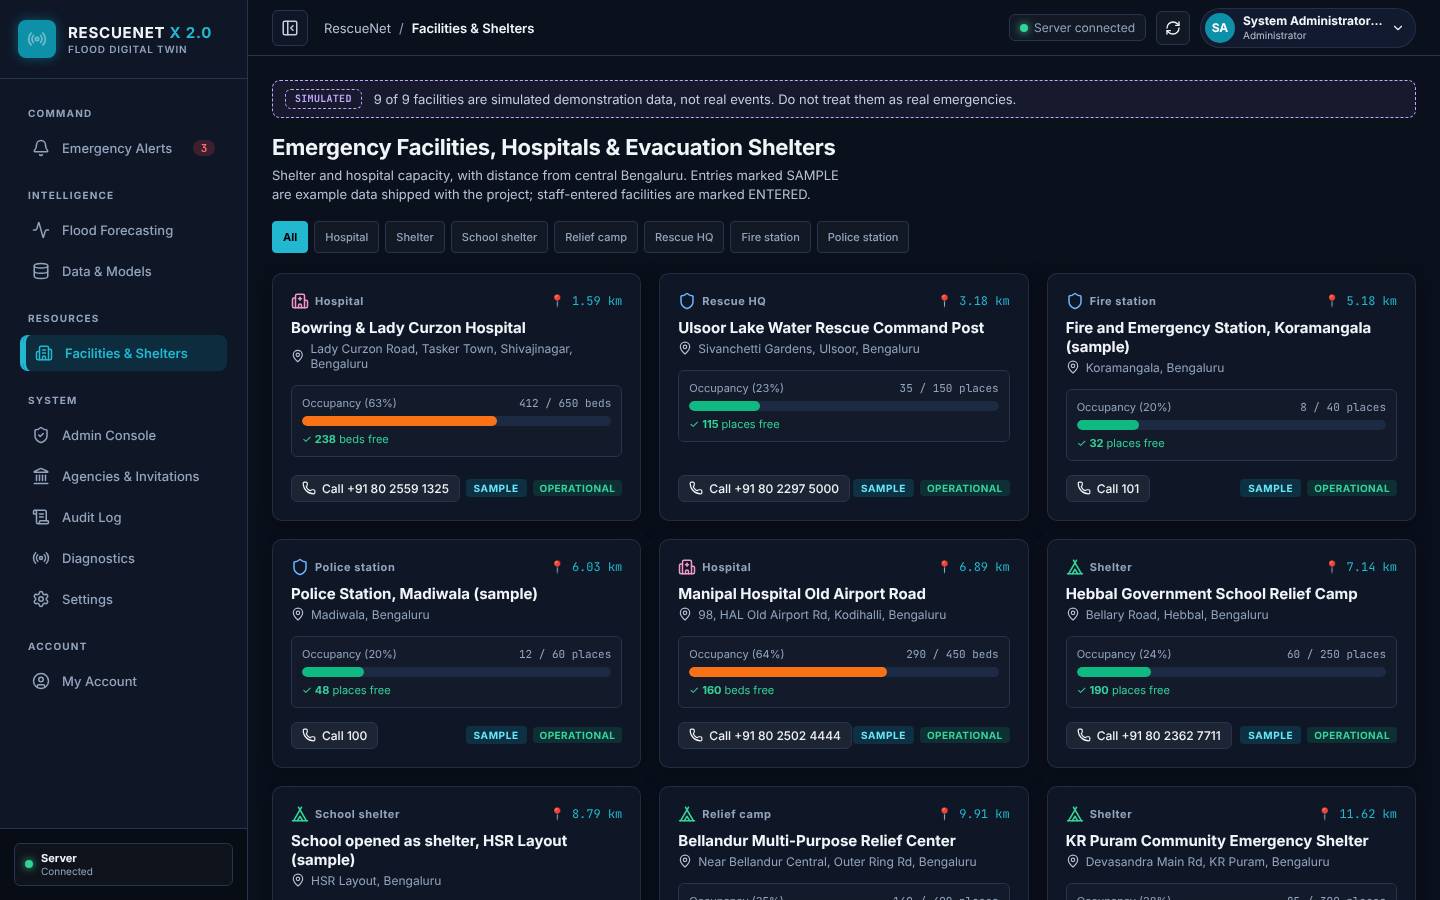 RESCUENET X 2.0
FLOOD DIGITAL TWIN
COMMAND
Emergency Alerts 3
INTELLIGENCE
Flood Forecasting
Data & Models
RESOURCES
Facilities & Shelters
SYSTEM
Admin Console
Agencies & Invitations
Audit Log
Diagnostics
Settings
ACCOUNT
My Account
Server
Connected
RescueNet / Facilities & Shelters
Server connected
SA
System Administrator...
Administrator
SIMULATED 9 of 9 facilities are simulated demonstration data, not real events. Do not treat them as real emergencies.
Emergency Facilities, Hospitals & Evacuation Shelters
Shelter and hospital capacity, with distance from central Bengaluru. Entries marked SAMPLE
are example data shipped with the project; staff-entered facilities are marked ENTERED.
All Hospital Shelter School shelter Relief camp Rescue HQ Fire station Police station
Hospital 1.59 km
Bowring & Lady Curzon Hospital
Lady Curzon Road, Tasker Town, Shivajinagar,
Bengaluru
Occupancy (63%) 412 / 650 beds
✓ 238 beds free
Call +91 80 2559 1325 SAMPLE OPERATIONAL
Rescue HQ 3.18 km
Ulsoor Lake Water Rescue Command Post
Sivanchetti Gardens, Ulsoor, Bengaluru
Occupancy (23%) 35 / 150 places
✓ 115 places free
Call +91 80 2297 5000 SAMPLE OPERATIONAL
Fire station 5.18 km
Fire and Emergency Station, Koramangala
(sample)
Koramangala, Bengaluru
Occupancy (20%) 8 / 40 places
✓ 32 places free
Call 101 SAMPLE OPERATIONAL
Police station 6.03 km
Police Station, Madiwala (sample)
Madiwala, Bengaluru
Occupancy (20%) 12 / 60 places
✓ 48 places free
Call 100 SAMPLE OPERATIONAL
Hospital 6.89 km
Manipal Hospital Old Airport Road
98, HAL Old Airport Rd, Kodihalli, Bengaluru
Occupancy (64%) 290 / 450 beds
✓ 160 beds free
Call +91 80 2502 4444 SAMPLE OPERATIONAL
Shelter 7.14 km
Hebbal Government School Relief Camp
Bellary Road, Hebbal, Bengaluru
Occupancy (24%) 60 / 250 places
✓ 190 places free
Call +91 80 2362 7711 SAMPLE OPERATIONAL
School shelter 8.79 km
School opened as shelter, HSR Layout
(sample)
HSR Layout, Bengaluru
Relief camp 9.91 km
Bellandur Multi-Purpose Relief Center
Near Bellandur Central, Outer Ring Rd, Bengaluru
Shelter 11.62 km
KR Puram Community Emergency Shelter
Devasandra Main Rd, KR Puram, Bengaluru